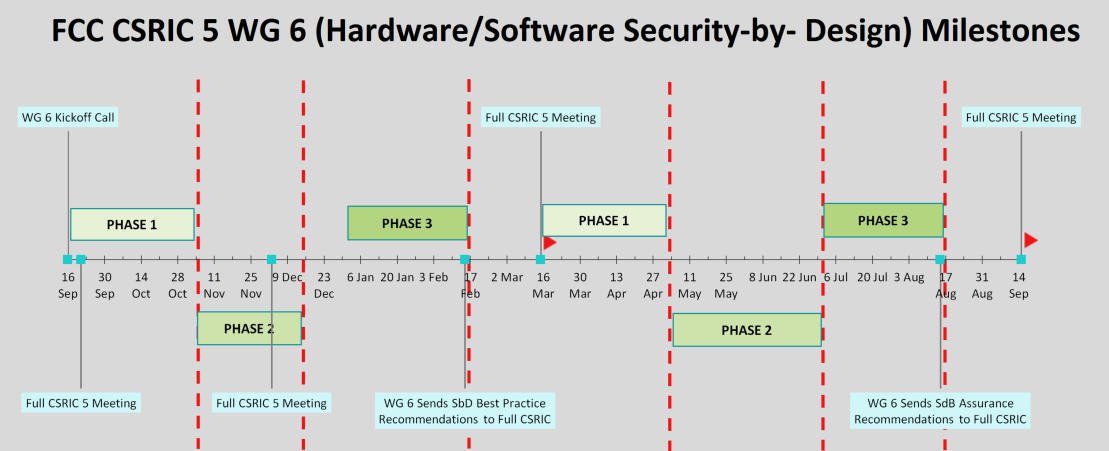 FCC CSRIC 5 WG 6 (Hardware/Software Security-by- Design) Milestones
WG 6 Kickoff Call
Full CSRIC 5 Meeting
Full CSRIC 5 Meeting
PHASE 1
PHASE 3
PHASE 1
PHASE 3
16 30 14 28 11 25 9 Dec 23 6 Jan 20 Jan 3 Feb 17 2 Mar 16 30 13 27 11 25 8 Jun 22 Jun 6 Jul 20 Jul 3 Aug 17 31 14
Sep Sep Oct Oct Nov Nov Dec Feb Mar Mar Apr Apr May May Aug Aug Sep
PHASE 2
PHASE 2
Full CSRIC 5 Meeting
Full CSRIC 5 Meeting
WG 6 Sends SbD Best Practice
Recommendations to Full CSRIC
WG 6 Sends SdB Assurance
Recommendations to Full CSRIC